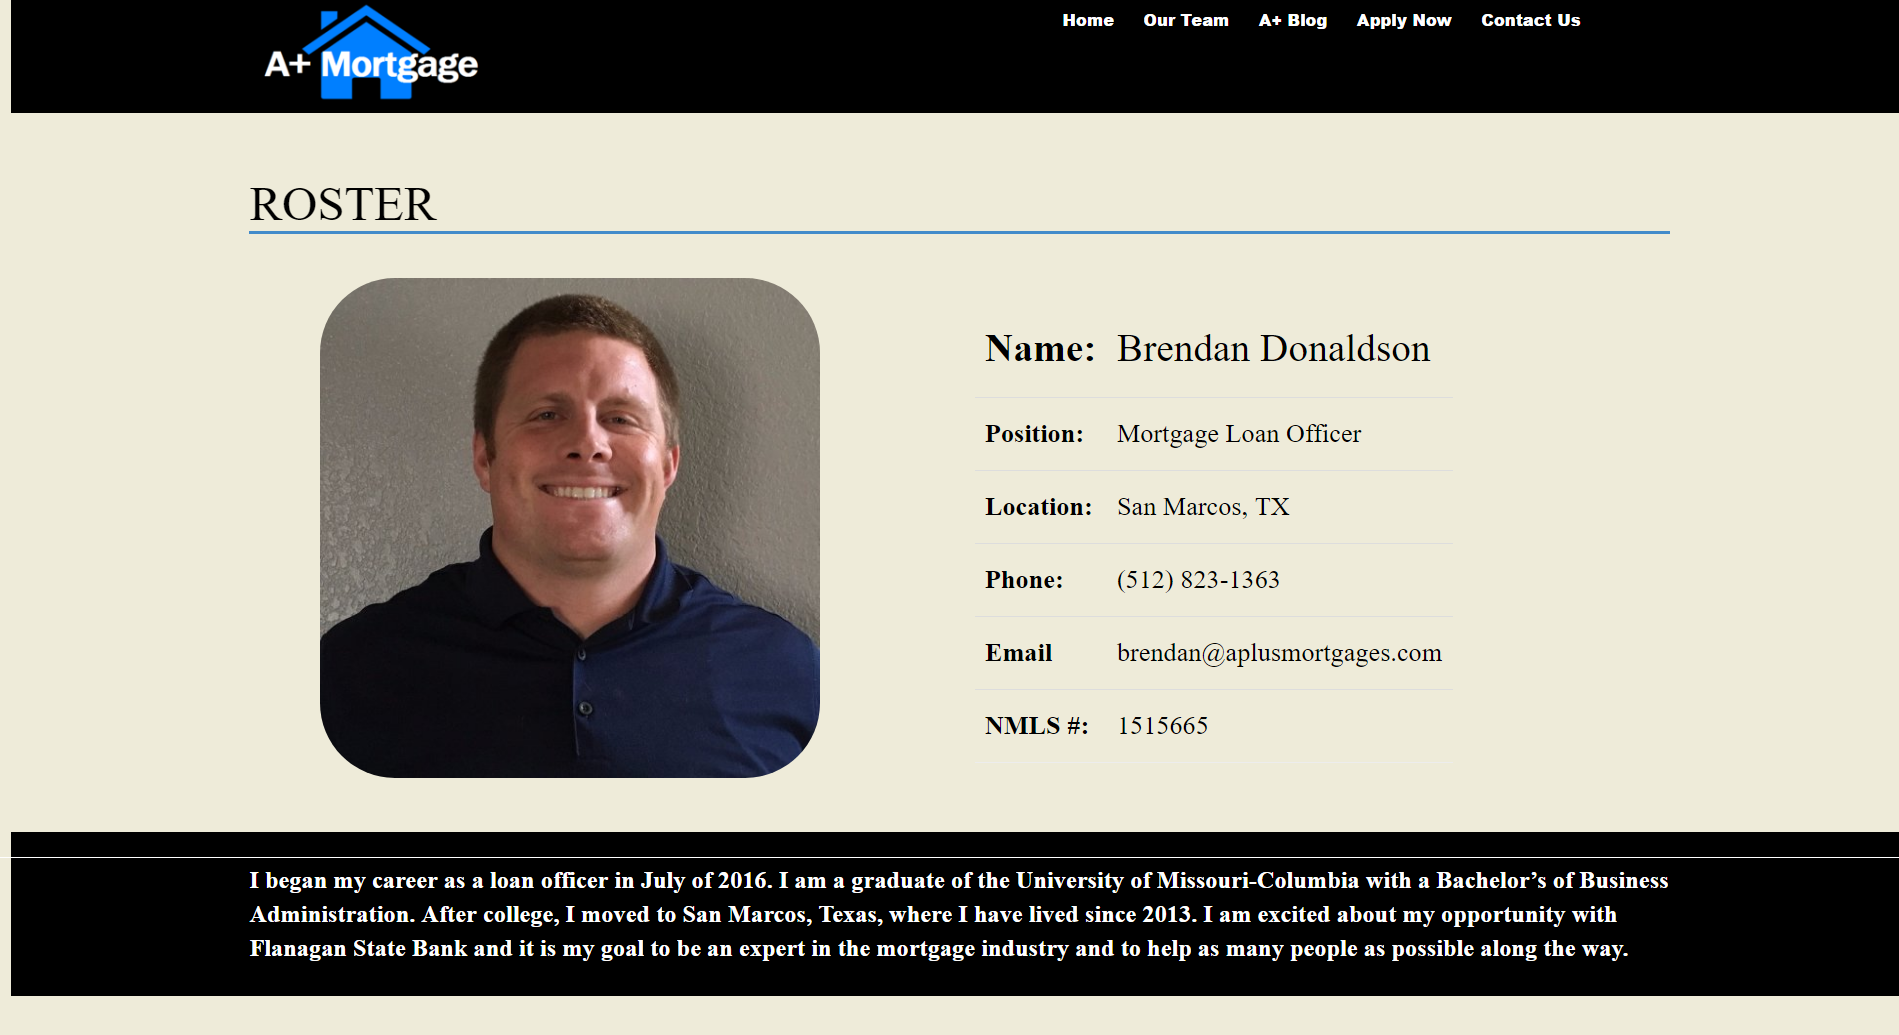 A+ Mortgage
Home Our Team A+ Blog Apply Now Contact Us
ROSTER
Name: Brendan Donaldson
Position: Mortgage Loan Officer
Location: San Marcos, TX
Phone: (512) 823-1363
Email brendan@aplusmortgages.com
NMLS #: 1515665
I began my career as a loan officer in July of 2016. I am a graduate of the University of Missouri-Columbia with a Bachelor’s of Business
Administration. After college, I moved to San Marcos, Texas, where I have lived since 2013. I am excited about my opportunity with
Flanagan State Bank and it is my goal to be an expert in the mortgage industry and to help as many people as possible along the way.